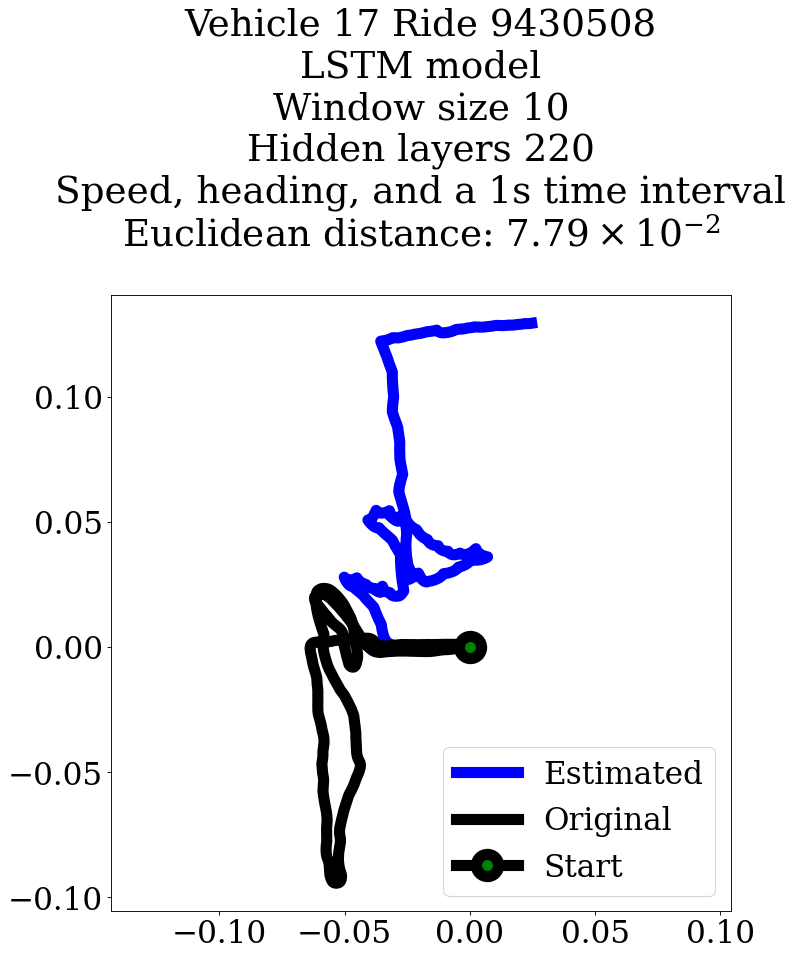 Vehicle 17 Ride 9430508
LSTM model
Window size 10
Hidden layers 220
Speed, heading, and a 1s time interval
Euclidean distance: 7.79 × 10⁻²
0.10
0.05
0.00
−0.05
−0.10
Estimated
Original
Start
−0.10 −0.05 0.00 0.05 0.10